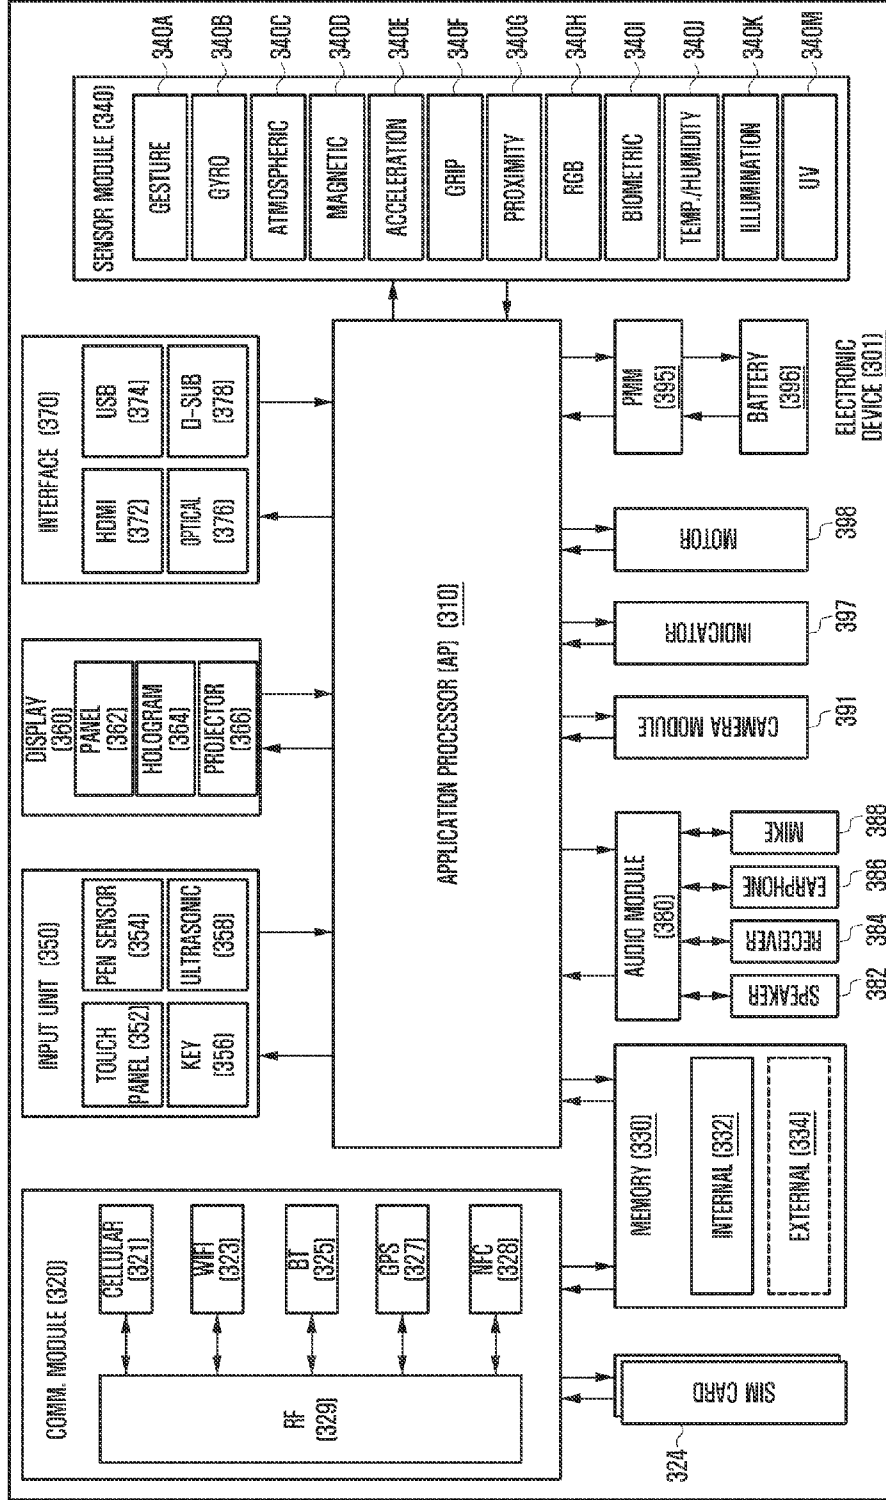 COMM. MODULE (320)
RF
(329)
CELLULAR
(321)
WIFI
(323)
BT
(325)
GPS
(327)
NFC
(328)
SIM CARD
324
INPUT UNIT (350)
TOUCH
PANEL (352)
PEN SENSOR
(354)
KEY
(356)
ULTRASONIC
(358)
DISPLAY
(360)
PANEL
(362)
HOLOGRAM
(364)
PROJECTOR
(366)
INTERFACE (370)
HDMI
(372)
USB
(374)
OPTICAL
(376)
D-SUB
(378)
SENSOR MODULE (340)
GESTURE
340A
GYRO
340B
ATMOSPHERIC
340C
MAGNETIC
340D
ACCELERATION
340E
GRIP
340F
PROXIMITY
340G
RGB
340H
BIOMETRIC
340I
TEMP./HUMIDITY
340J
ILLUMINATION
340K
UV
340M
APPLICATION PROCESSOR (AP) (310)
MEMORY (330)
INTERNAL (332)
EXTERNAL (334)
AUDIO MODULE
(380)
SPEAKER
382
RECEIVER
384
EARPHONE
386
MIKE
388
CAMERA MODULE
391
INDICATOR
397
MOTOR
398
PMM
(395)
BATTERY
(396)
ELECTRONIC
DEVICE (301)